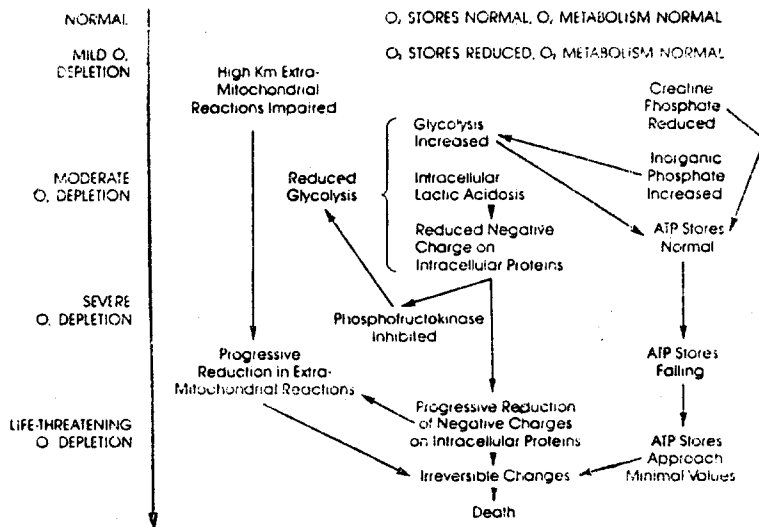 NORMAL
O₂ STORES NORMAL, O₂ METABOLISM NORMAL
MILD O₂
DEPLETION
O₂ STORES REDUCED, O₂ METABOLISM NORMAL
High Km Extra-
Mitochondrial
Reactions Impaired
Creatine
Phosphate
Reduced
Glycolysis
Increased
Inorganic
Phosphate
Increased
MODERATE
O₂ DEPLETION
Reduced
Glycolysis
Intracellular
Lactic Acidosis
Reduced Negative
Charge on
Intracellular Proteins
ATP Stores
Normal
SEVERE
O₂ DEPLETION
Phosphofructokinase
Inhibited
Progressive
Reduction in Extra-
Mitochondrial Reactions
ATP Stores
Falling
LIFE-THREATENING
O₂ DEPLETION
Progressive Reduction
of Negative Charges
on Intracellular Proteins
ATP Stores
Approach
Minimal Values
Irreversible Changes
Death